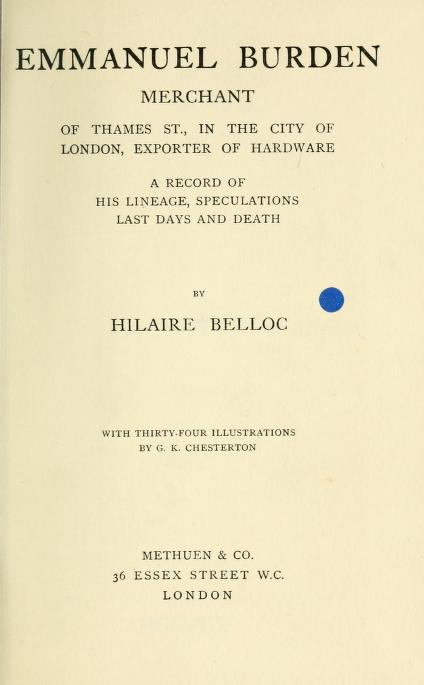 EMMANUEL BURDEN
MERCHANT
OF THAMES ST., IN THE CITY OF
LONDON, EXPORTER OF HARDWARE
A RECORD OF
HIS LINEAGE, SPECULATIONS
LAST DAYS AND DEATH
BY
HILAIRE BELLOC
WITH THIRTY-FOUR ILLUSTRATIONS
BY G. K. CHESTERTON
METHUEN & CO.
36 ESSEX STREET W.C.
LONDON